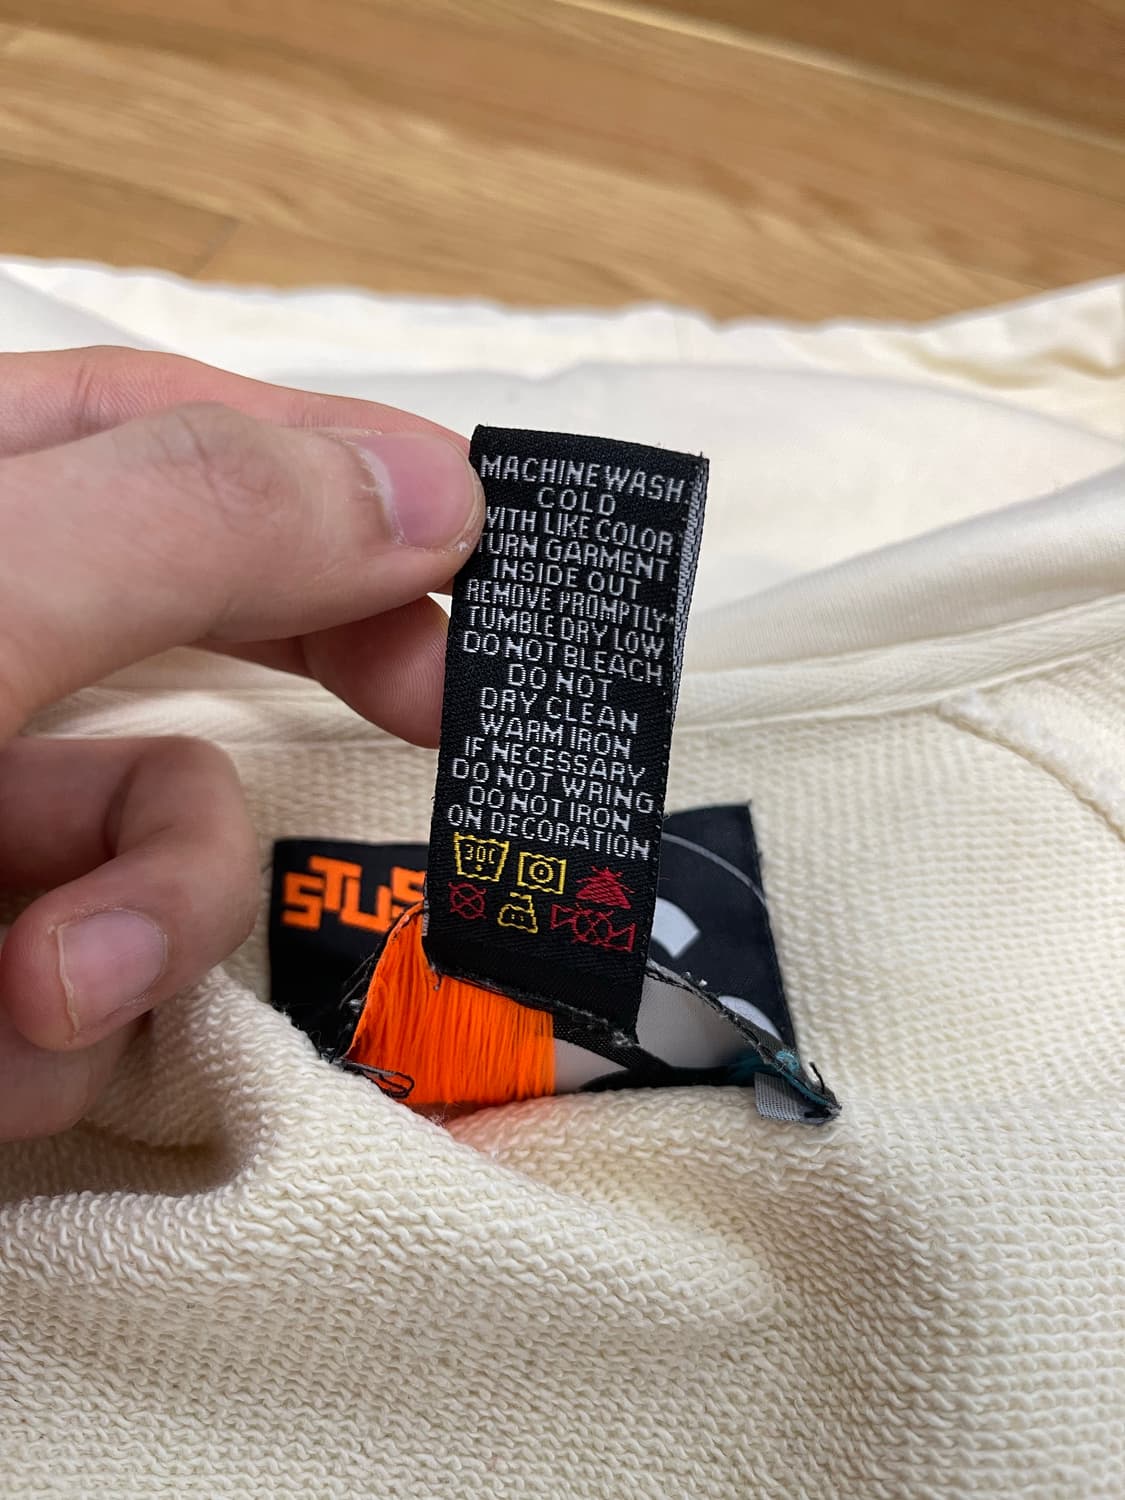 MACHINE WASH
COLD
WITH LIKE COLOR
TURN GARMENT
INSIDE OUT
REMOVE PROMPTLY
TUMBLE DRY LOW
DO NOT BLEACH
DO NOT
DRY CLEAN
WARM IRON
IF NECESSARY
DO NOT WRING
DO NOT IRON
ON DECORATION
30C
STUS